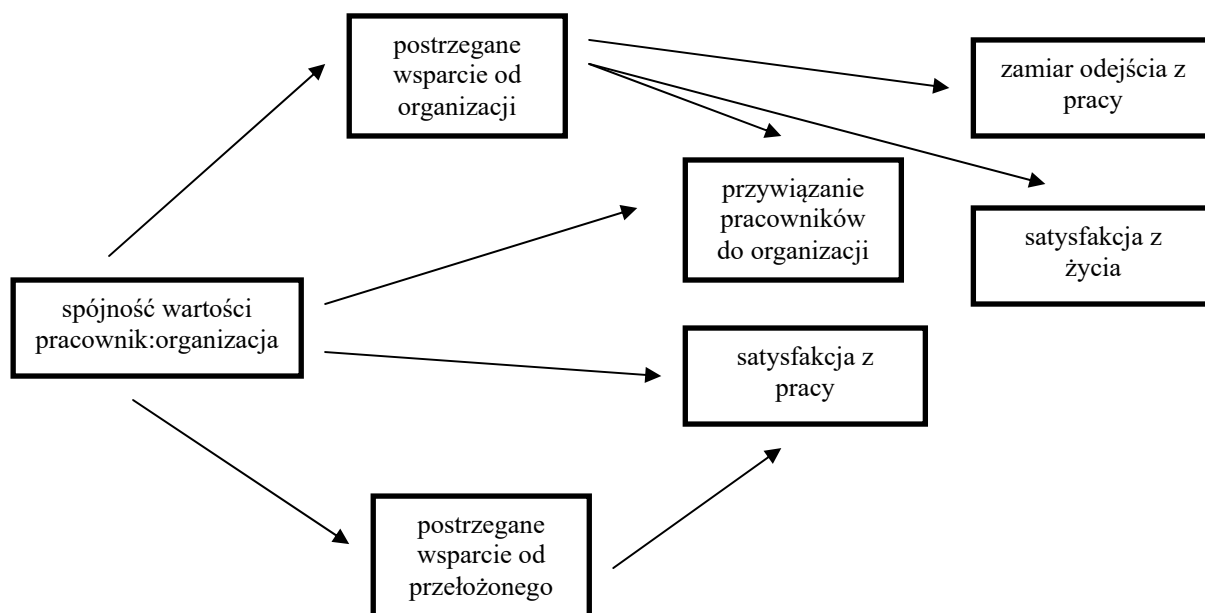 postrzegane
wsparcie od
organizacji
zamiar odejścia z
pracy
przywiązanie
pracowników
do organizacji
satysfakcja z
życia
spójność wartości
pracownik:organizacja
satysfakcja z
pracy
postrzegane
wsparcie od
przełożonego